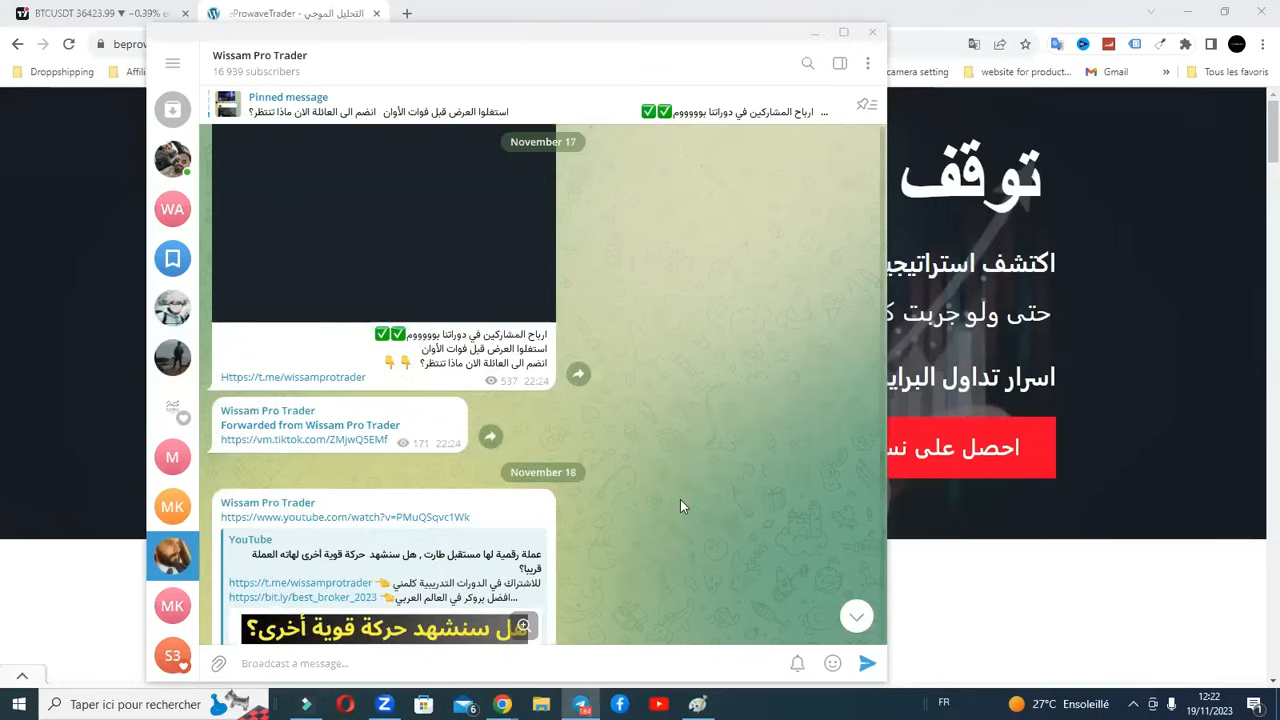 BTCUSDT 36423.99 ▼ −0.39%
eProwaveTrader - التحليل الموجي
beprow
Droppshipping
Affili
camera setting
website for product...
Gmail
Tous les favoris
Wissam Pro Trader
16 939 subscribers
Pinned message
... ارباح المشاركين في دوراتنا بووووووم✅✅ استغلوا العرض قبل فوات الأوان انضم الى العائلة الان ماذا تنتظر؟
November 17
ارباح المشاركين في دوراتنا بووووووم✅✅
استغلوا العرض قبل فوات الأوان
انضم الى العائلة الان ماذا تنتظر؟ 👇 👇
Https://t.me/wissamprotrader
537 22:24
Wissam Pro Trader
Forwarded from Wissam Pro Trader
https://vm.tiktok.com/ZMjwQ5EMf
171 22:24
November 18
Wissam Pro Trader
https://www.youtube.com/watch?v=PMuQSqvc1Wk
YouTube
عملة رقمية لها مستقبل طارت , هل سنشهد حركة قوية أخرى لهاته العملة
قريبا؟
للاشتراك في الدورات التدريبية كلمني 👈 https://t.me/wissamprotrader
افضل بروكر في العالم العربي...👈 https://bit.ly/best_broker_2023
هل سنشهد حركة قوية أخرى؟
Broadcast a message...
WA
M
MK
MK
S3
توقف
اكتشف استراتيجي
حتى ولو جربت
اسرار تداول البراي
احصل على نس
Taper ici pour rechercher
6
184
FR
27°C Ensoleillé
12:22
19/11/2023
1